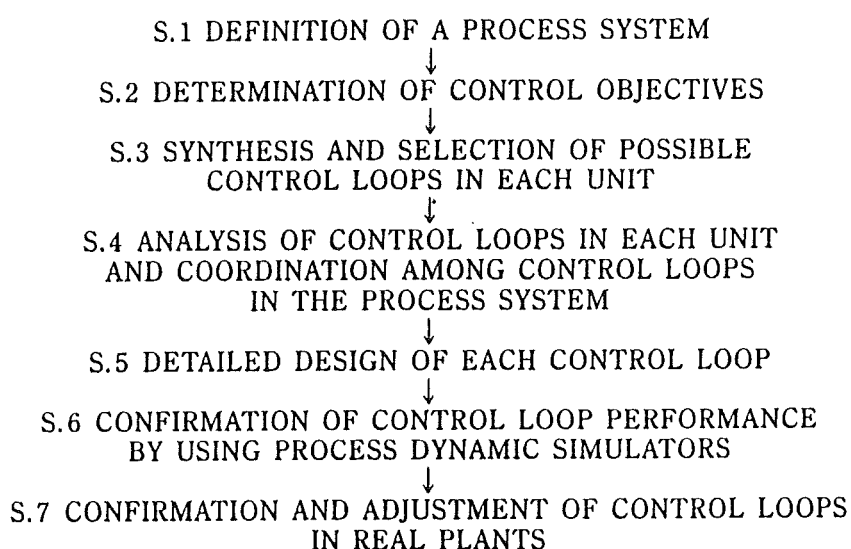 S.1 DEFINITION OF A PROCESS SYSTEM
S.2 DETERMINATION OF CONTROL OBJECTIVES
S.3 SYNTHESIS AND SELECTION OF POSSIBLE
CONTROL LOOPS IN EACH UNIT
S.4 ANALYSIS OF CONTROL LOOPS IN EACH UNIT
AND COORDINATION AMONG CONTROL LOOPS
IN THE PROCESS SYSTEM
S.5 DETAILED DESIGN OF EACH CONTROL LOOP
S.6 CONFIRMATION OF CONTROL LOOP PERFORMANCE
BY USING PROCESS DYNAMIC SIMULATORS
S.7 CONFIRMATION AND ADJUSTMENT OF CONTROL LOOPS
IN REAL PLANTS